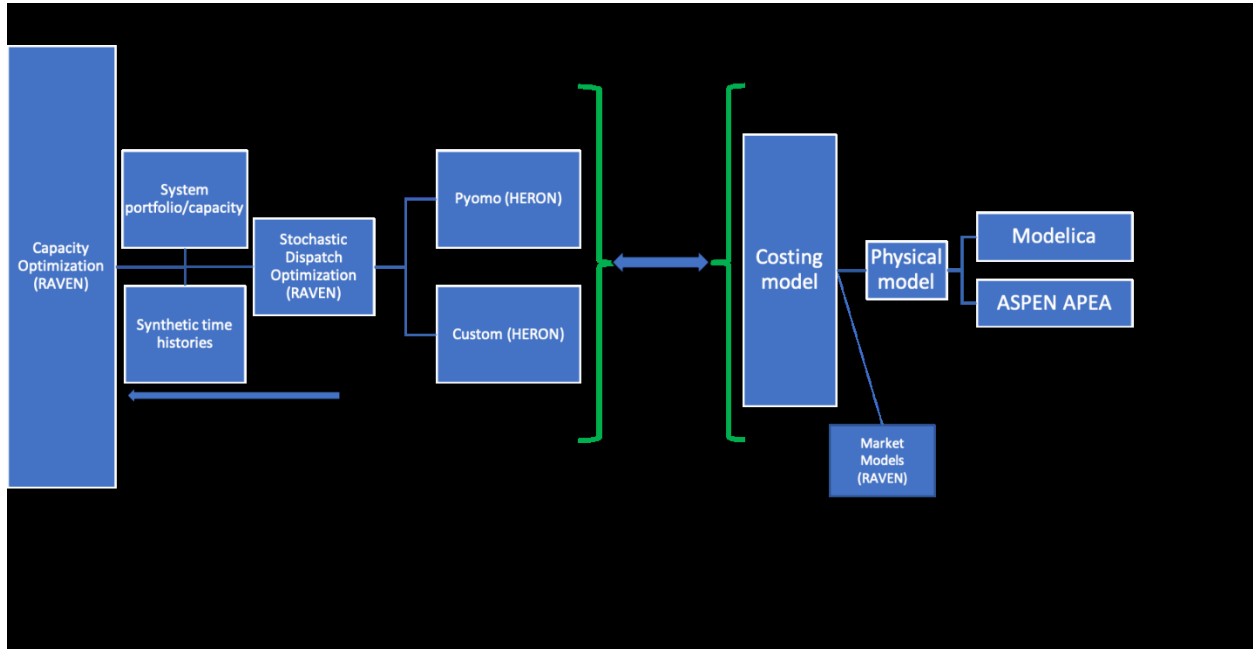 Capacity
Optimization
(RAVEN)
System
portfolio/capacity
Synthetic time
histories
Stochastic
Dispatch
Optimization
(RAVEN)
Pyomo (HERON)
Custom (HERON)
Costing
model
Market
Models
(RAVEN)
Physical
model
Modelica
ASPEN APEA